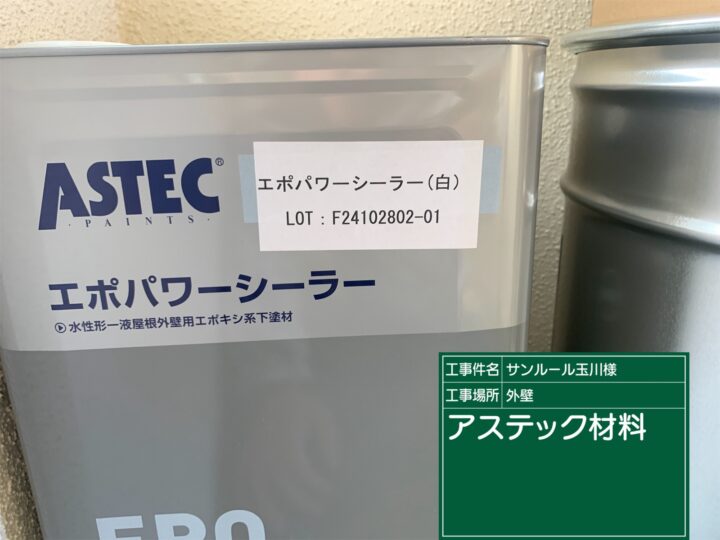 ASTEC®
・PAINTS・
エポパワーシーラー(白)
LOT：F24102802-01
エポパワーシーラー
水性形一液屋根外壁用エポキシ系下塗材
EPO
工事件名 サンルール玉川様
工事場所 外壁
アステック材料